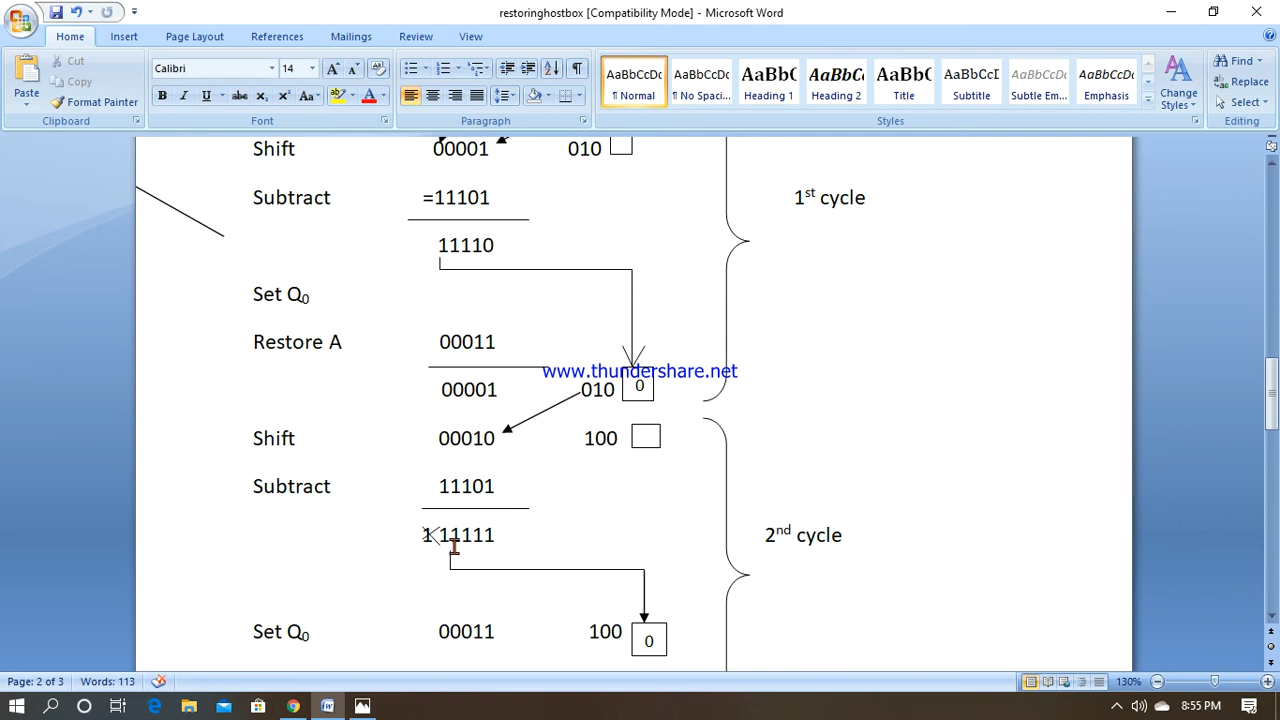 restoringhostbox [Compatibility Mode] - Microsoft Word
Home Insert Page Layout References Mailings Review View
Paste
Cut
Copy
Format Painter
Clipboard
Calibri 14
B I U abc x₂ x² Aa
Font
Paragraph
AaBbCcDc AaBbCcDc AaBbC AaBbCc AaBbC AaBbCcI AaBbCcDc AaBbCcDc
¶ Normal ¶ No Spaci... Heading 1 Heading 2 Title Subtitle Subtle Em... Emphasis
Change Styles
Styles
Find
Replace
Select
Editing
Shift 00001 010
Subtract =11101
1st cycle
11110
Set Q0
Restore A 00011
www.thundershare.net
00001 010 0
Shift 00010 100
Subtract 11101
1 11111
2nd cycle
Set Q0 00011 100 0
Page: 2 of 3 Words: 113 130%
8:55 PM